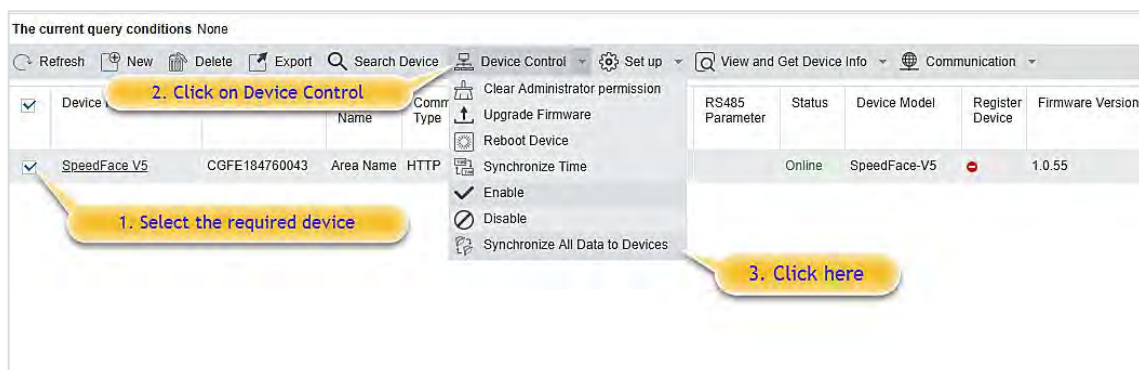 The current query conditions None
Refresh New Delete Export Search Device Device Control Set up View and Get Device Info Communication
2. Click on Device Control
Clear Administrator permission
Device Name Comm Type RS485 Parameter Status Device Model Register Device Firmware Version
Upgrade Firmware
Reboot Device
SpeedFace V5 CGFE184760043 Area Name HTTP Synchronize Time Online SpeedFace-V5 1.0.55
Enable
1. Select the required device
Disable
Synchronize All Data to Devices
3. Click here